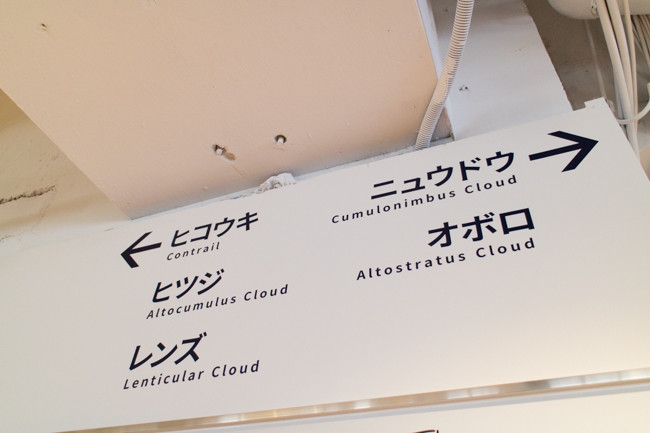 ヒコウキ
Contrail
ヒツジ
Altocumulus Cloud
レンズ
Lenticular Cloud
ニュウドウ
Cumulonimbus Cloud
オボロ
Altostratus Cloud